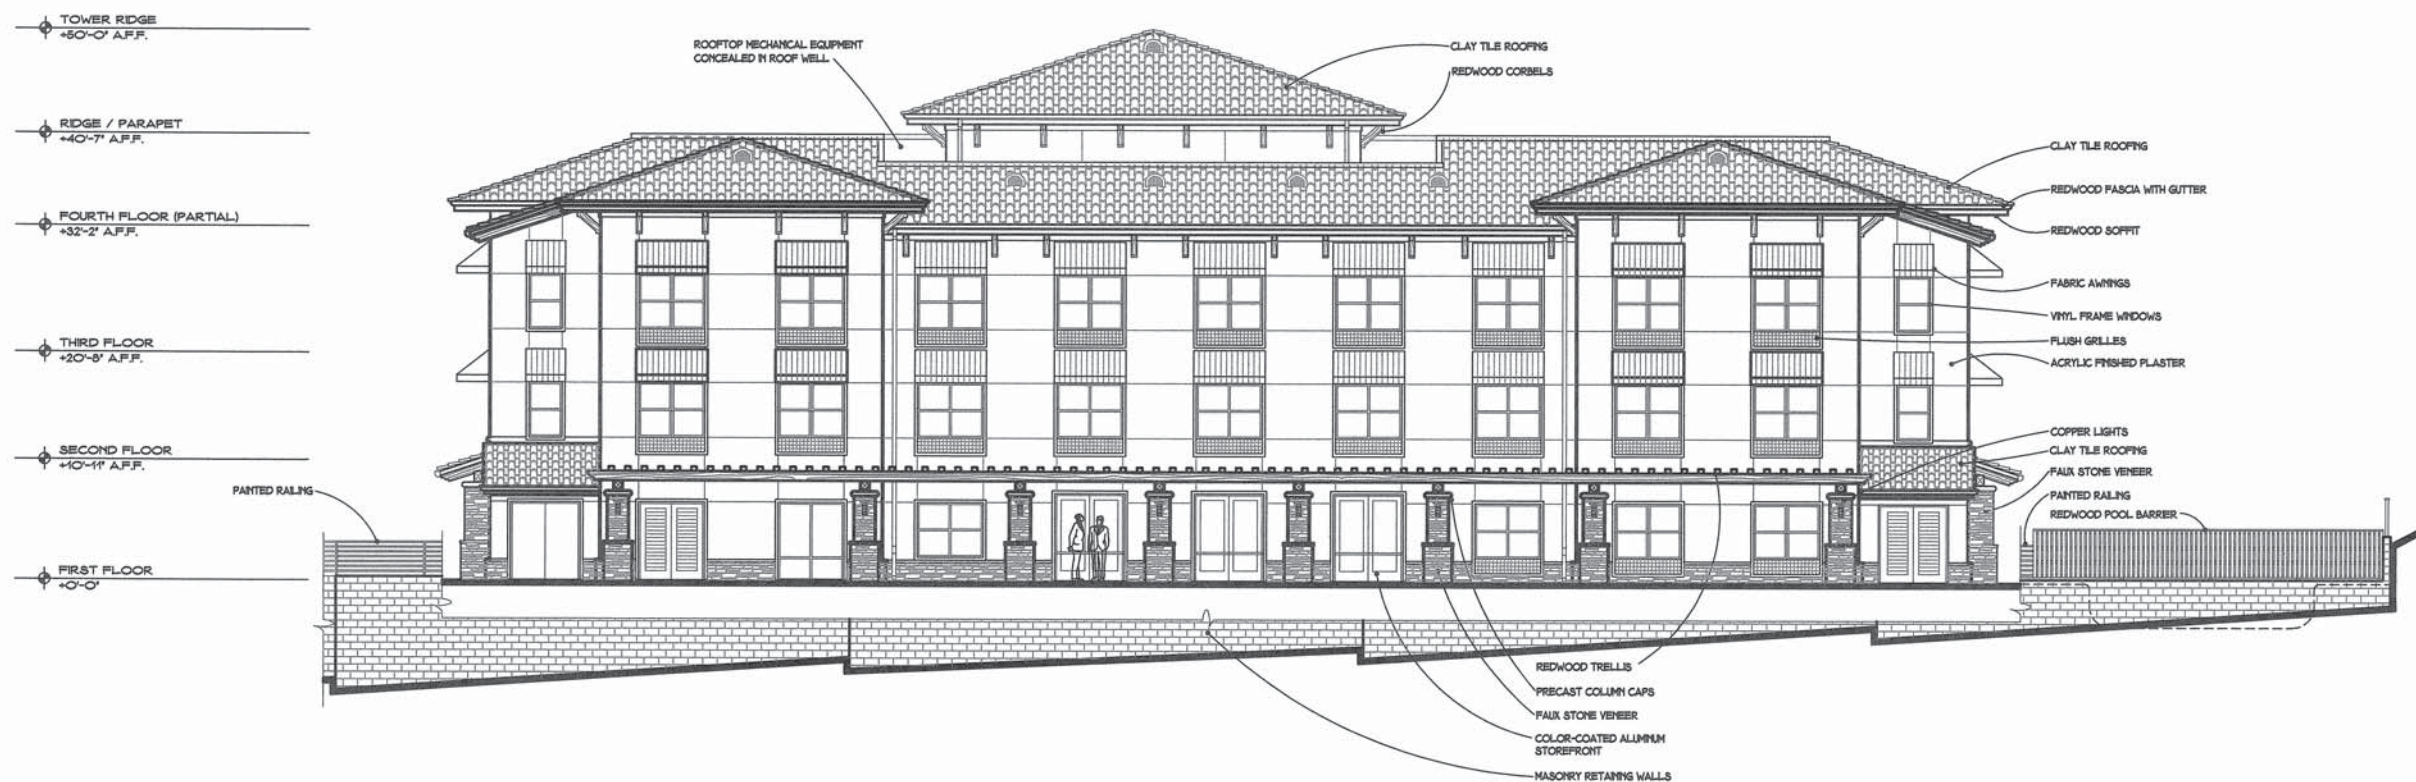 TOWER RIDGE
+50'-0" A.F.F.
RIDGE / PARAPET
+40'-7" A.F.F.
FOURTH FLOOR (PARTIAL)
+32'-2" A.F.F.
THIRD FLOOR
+20'-8" A.F.F.
SECOND FLOOR
+10'-11" A.F.F.
FIRST FLOOR
+0'-0"
PAINTED RAILING
ROOFTOP MECHANICAL EQUIPMENT
CONCEALED IN ROOF WELL
CLAY TILE ROOFING
REDWOOD CORBELS
CLAY TILE ROOFING
REDWOOD FASCIA WITH GUTTER
REDWOOD SOFFIT
FABRIC AWNINGS
VINYL FRAME WINDOWS
FLUSH GRILLES
ACRYLIC FINISHED PLASTER
COPPER LIGHTS
CLAY TILE ROOFING
FAUX STONE VENEER
PAINTED RAILING
REDWOOD POOL BARRIER
REDWOOD TRELLIS
PRECAST COLUMN CAPS
FAUX STONE VENEER
COLOR-COATED ALUMINUM
STOREFRONT
MASONRY RETAINING WALLS